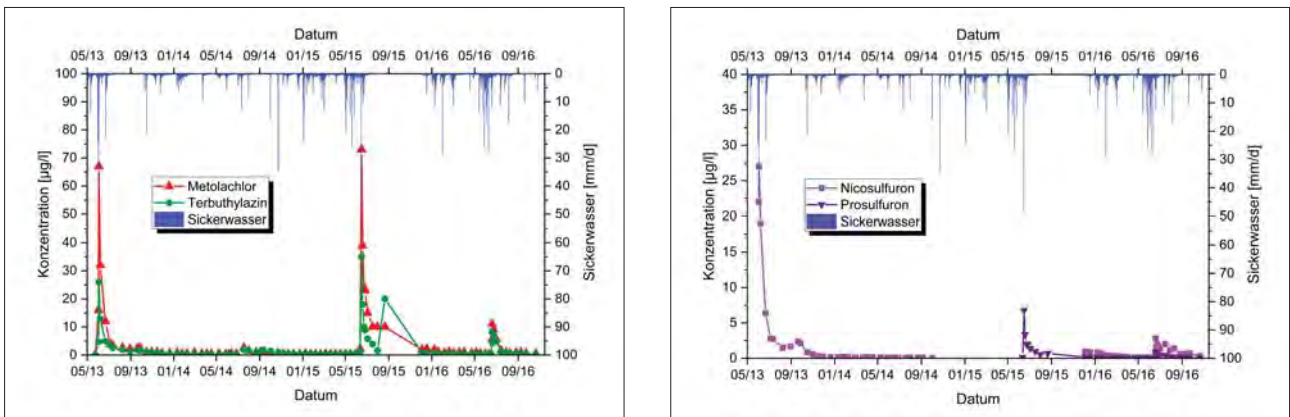 Datum
05/13 09/13 01/14 05/14 09/14 01/15 05/15 09/15 01/16 05/16 09/16
100 0
90 10
80 20
70 30
60 40
50 50
40 60
30 70
20 80
10 90
0 100
Konzentration [µg/l]
Sickerwasser [mm/d]
Metolachlor
Terbuthylazin
Sickerwasser
05/13 09/13 01/14 05/14 09/14 01/15 05/15 09/15 01/16 05/16 09/16
Datum
Datum
05/13 09/13 01/14 05/14 09/14 01/15 05/15 09/15 01/16 05/16 09/16
40 0
35 10
30 20
25 30
20 40
15 50
10 60
5 70
0 80
90
100
Konzentration [µg/l]
Sickerwasser [mm/d]
Nicosulfuron
Prosulfuron
Sickerwasser
05/13 09/13 01/14 05/14 09/14 01/15 05/15 09/15 01/16 05/16 09/16
Datum